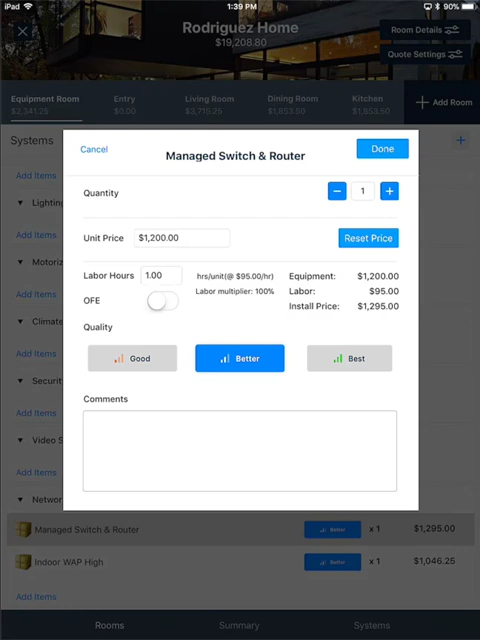 iPad 1:39 PM 90%
Rodriguez Home
$19,208.80
Room Details
Quote Settings
Equipment Room Entry Living Room Dining Room Kitchen
$2,341.25 $0.00 $3,715.25 $1,853.50 $1,853.50
Add Room
Systems
Add Items
Lighting
Add Items
Motoriz
Add Items
Climate
Add Items
Securit
Add Items
Video S
Add Items
Networ
Cancel
Managed Switch & Router
Done
Quantity
1
Unit Price $1,200.00 Reset Price
Labor Hours 1.00 hrs/unit(@ $95.00/hr)
Labor multiplier: 100%
Equipment: $1,200.00
Labor: $95.00
Install Price: $1,295.00
OFE
Quality
Good Better Best
Comments
Managed Switch & Router Better x 1 $1,295.00
Indoor WAP High Better x 1 $1,046.25
Add Items
Rooms Summary Systems